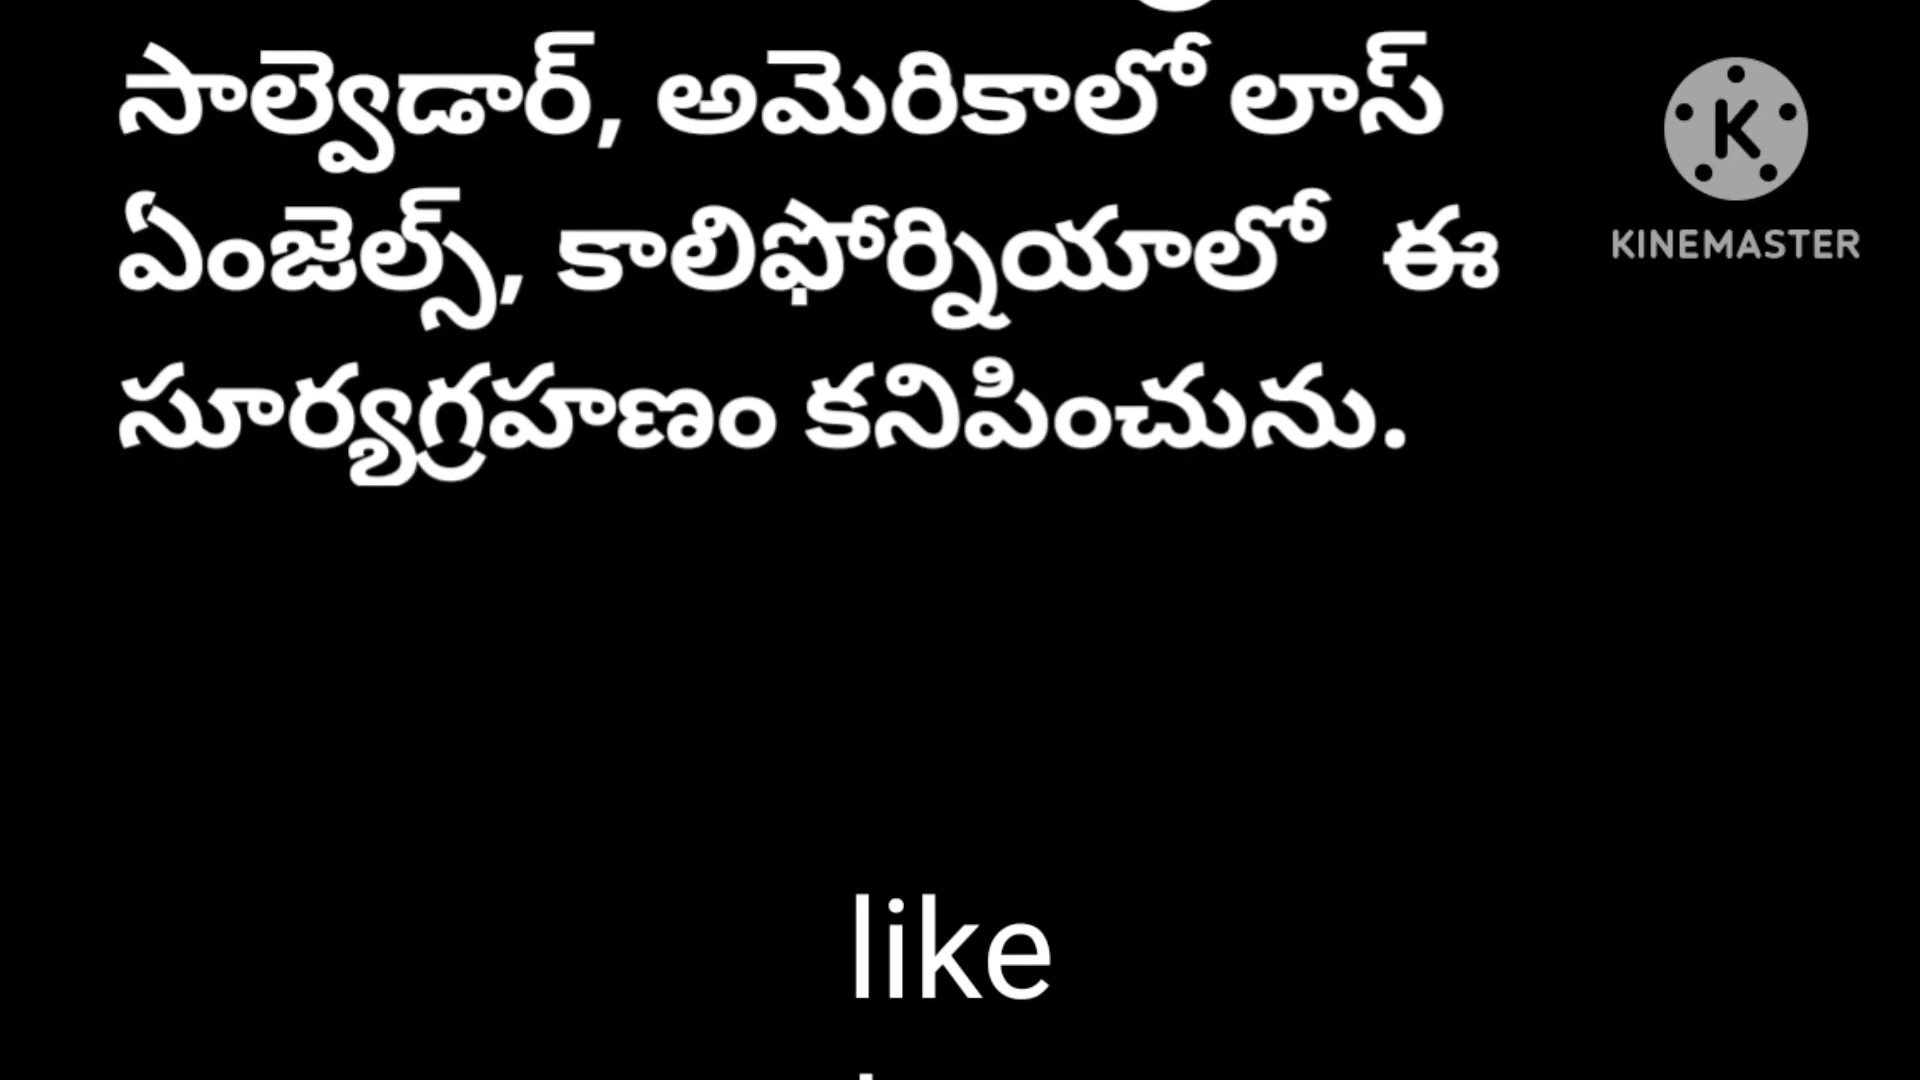 సాల్వెడార్, అమెరికాలో లాస్
ఏంజెల్స్, కాలిఫోర్నియాలో ఈ
సూర్యగ్రహణం కనిపించును.
KINEMASTER
like